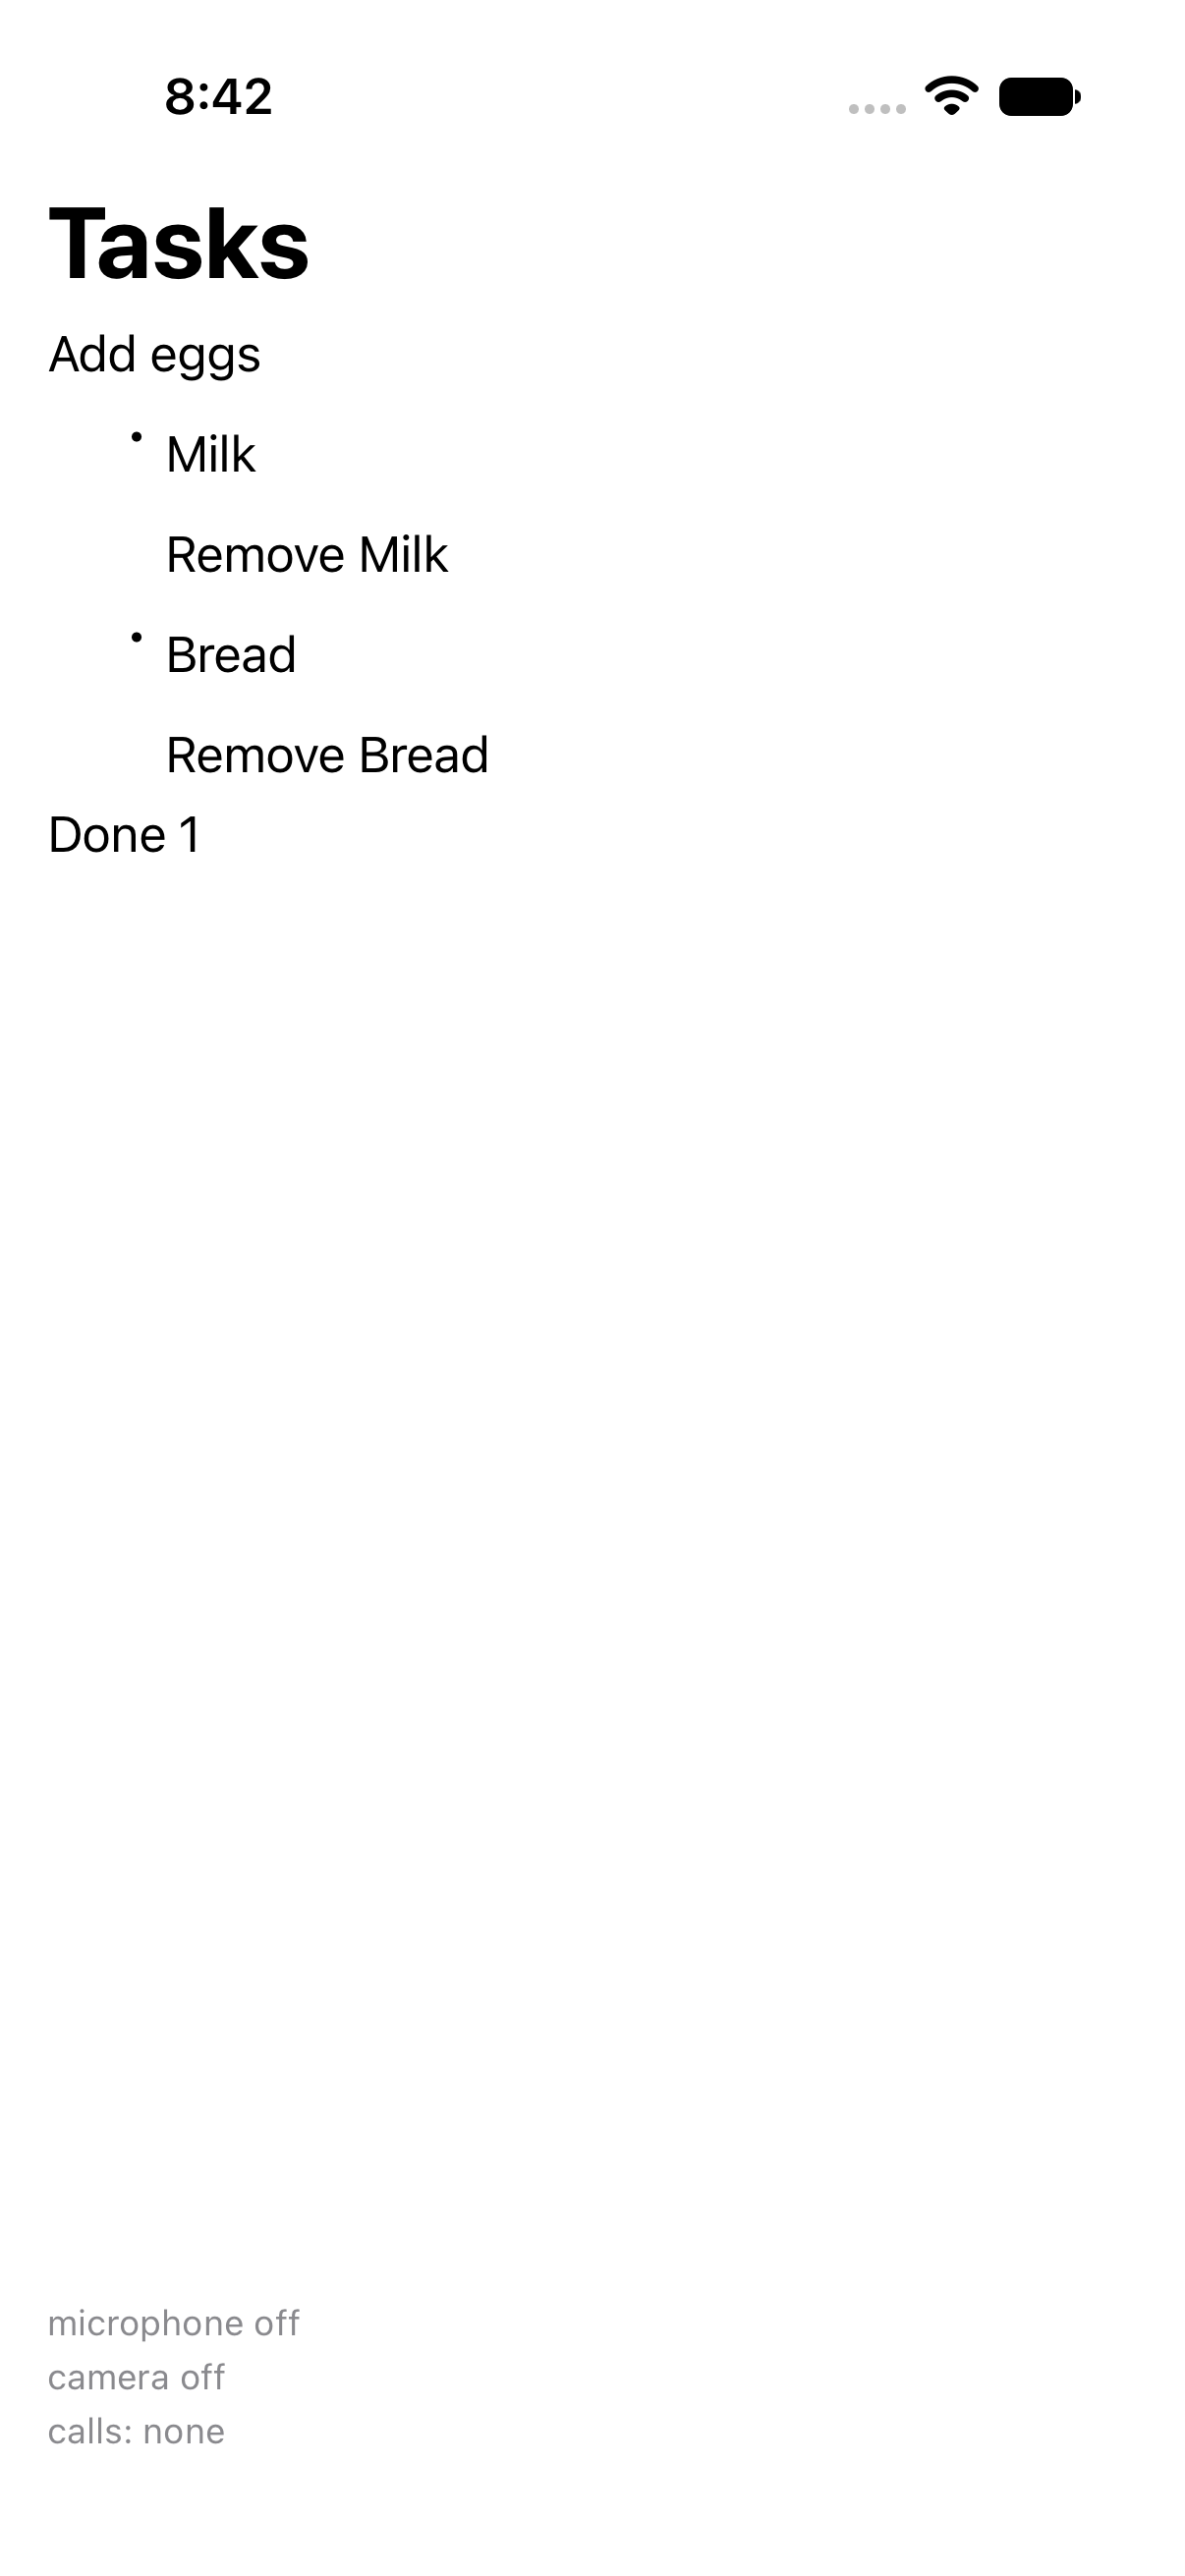 8:42
Tasks
Add eggs
• Milk
Remove Milk
• Bread
Remove Bread
Done 1
microphone off
camera off
calls: none